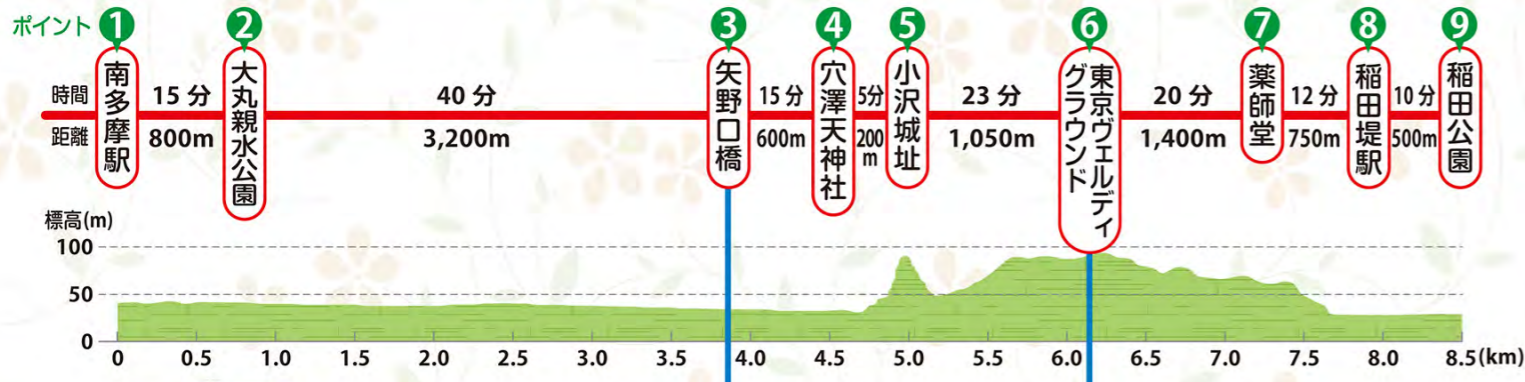 ポイント 1 2 3 4 5 6 7 8 9
南多摩駅
大丸親水公園
矢野口橋
穴澤天神社
小沢城址
東京ヴェルディ
グラウンド
薬師堂
稲田堤駅
稲田公園
時間 15分 40分 15分 5分 23分 20分 12分 10分
距離 800m 3,200m 600m 200m 1,050m 1,400m 750m 500m
標高(m)
100
50
0
0 0.5 1.0 1.5 2.0 2.5 3.0 3.5 4.0 4.5 5.0 5.5 6.0 6.5 7.0 7.5 8.0 8.5(km)